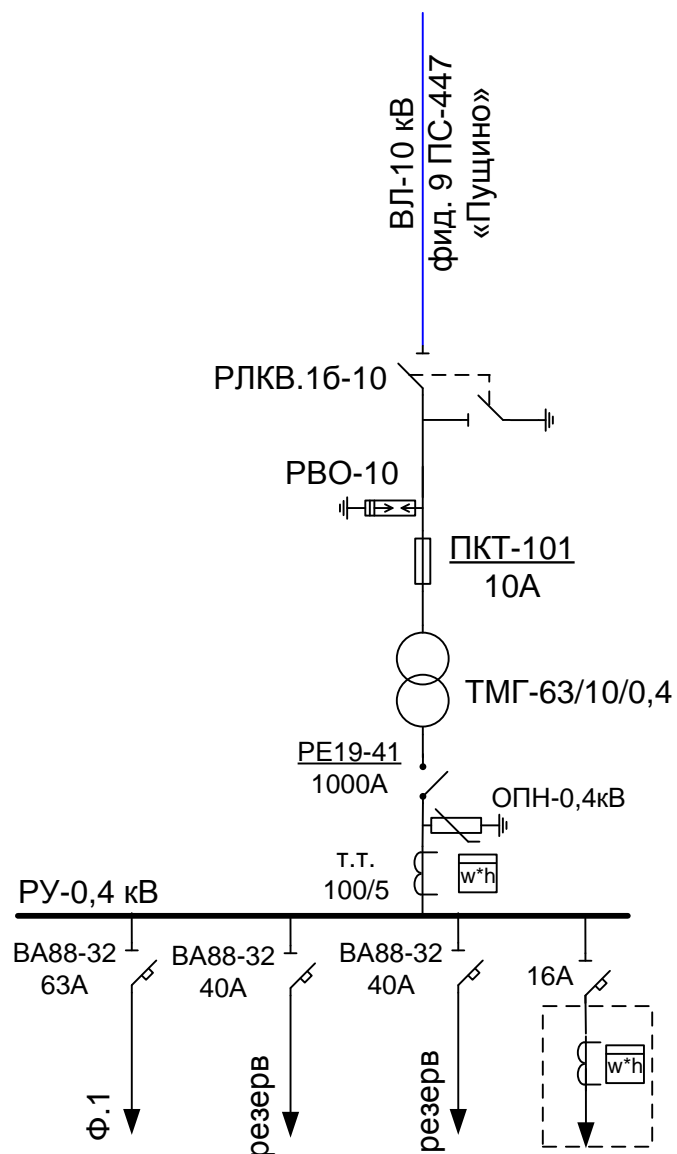 ВЛ-10 кВ
фид. 9 ПС-447
«Пущино»
РЛКВ.1б-10
РВО-10
ПКТ-101
10А
ТМГ-63/10/0,4
РЕ19-41
1000А
ОПН-0,4кВ
т.т.
100/5
w*h
РУ-0,4 кВ
ВА88-32
63А
ВА88-32
40А
ВА88-32
40А
16А
w*h
Ф.1
резерв
резерв